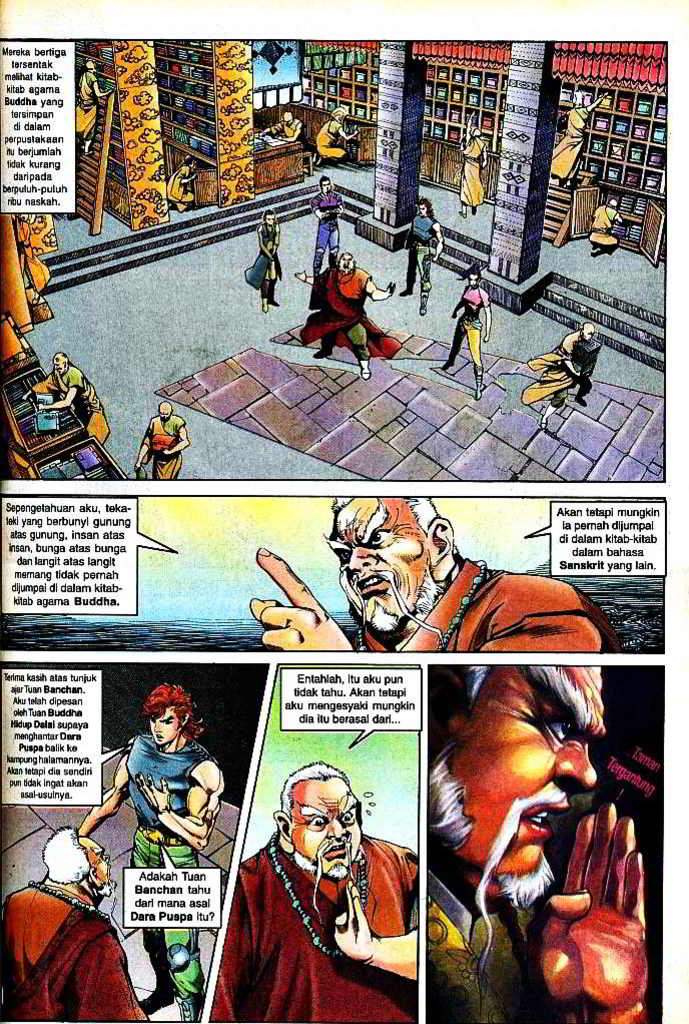 Mereka bertiga
tersentak
melihat kitab-
kitab agama
Buddha yang
tersimpan
di dalam
perpustakaan
itu berjumlah
tidak kurang
daripada
berpuluh-puluh
ribu naskah.
Sepengetahuan aku, teka-
teki yang berbunyi gunung
atas gunung, insan atas
insan, bunga atas bunga
dan langit atas langit
memang tidak pernah
dijumpai di dalam kitab-
kitab agama Buddha.
Akan tetapi mungkin
ia pernah dijumpai
di dalam kitab-kitab
dalam bahasa
Sanskrit yang lain.
Terima kasih atas tunjuk
ajar Tuan Banchan.
Aku telah dipesan
oleh Tuan Buddha
Hidup Dalai supaya
menghantar Dara
Puspa balik ke
kampung halamannya.
Akan tetapi dia sendiri
pun tidak ingat akan
asal-usulnya.
Adakah Tuan
Banchan tahu
dari mana asal
Dara Puspa itu?
Entahlah, itu aku pun
tidak tahu. Akan tetapi
aku mengesyaki mungkin
dia itu berasal dari...
Taman
Tergantung